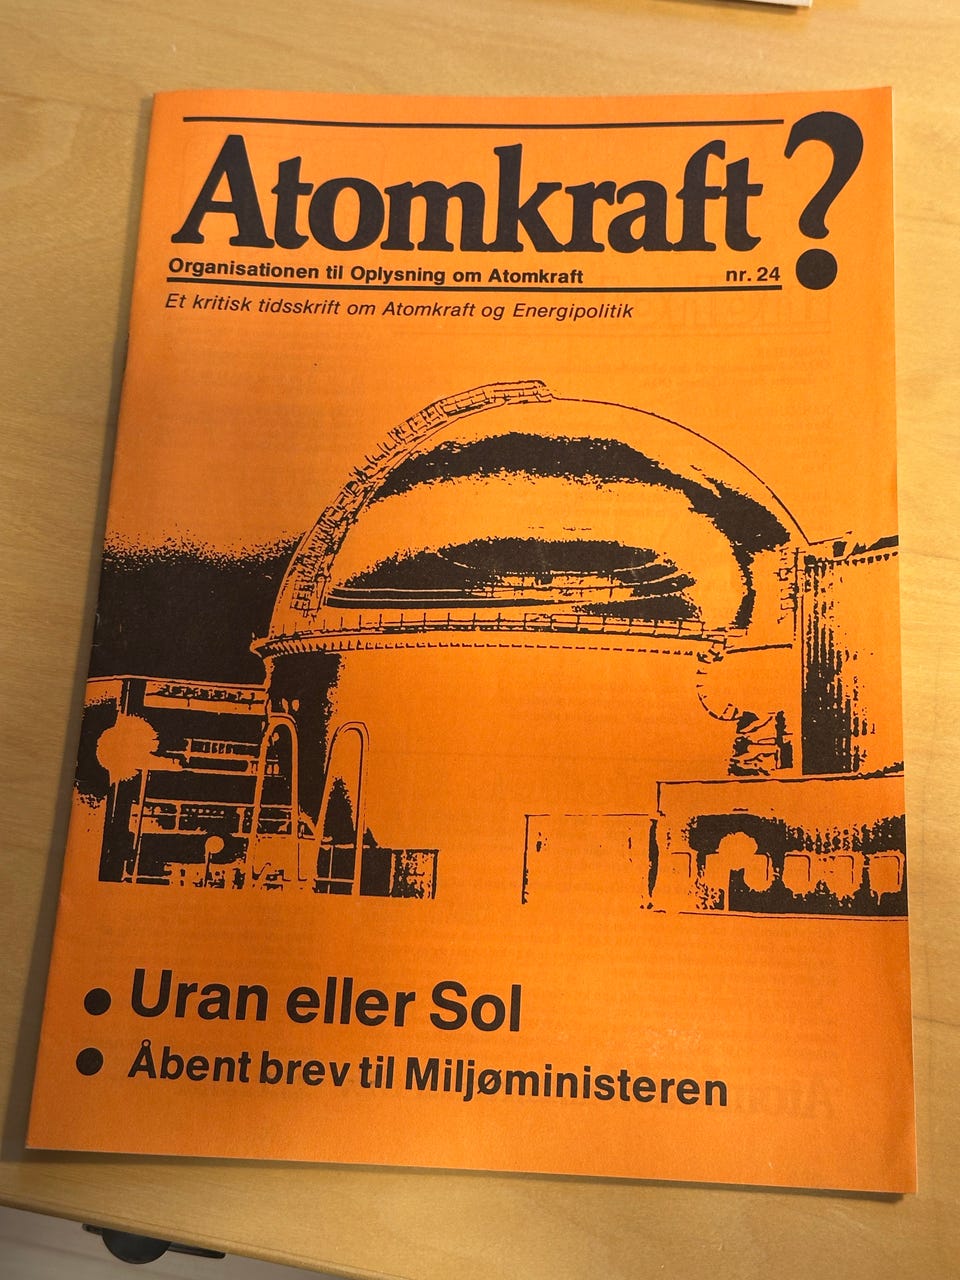 Atomkraft?
Organisationen til Oplysning om Atomkraft nr. 24
Et kritisk tidsskrift om Atomkraft og Energipolitik
• Uran eller Sol
• Åbent brev til Miljøministeren